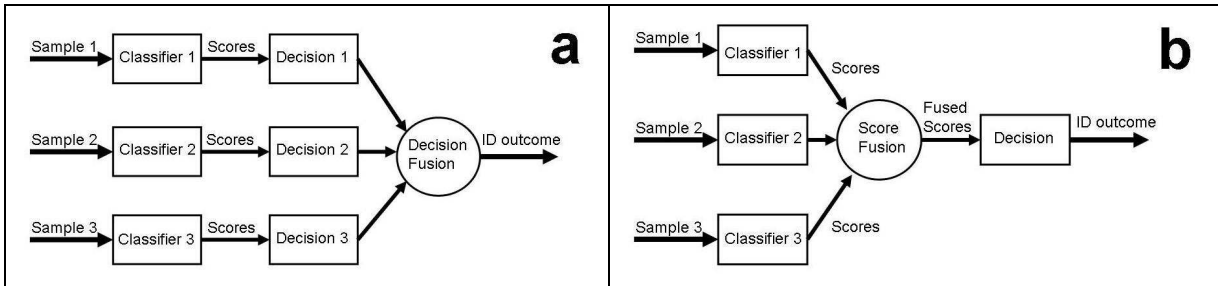 a
Sample 1
Classifier 1
Scores
Decision 1
Sample 2
Classifier 2
Scores
Decision 2
Decision
Fusion
ID outcome
Sample 3
Classifier 3
Scores
Decision 3
b
Sample 1
Classifier 1
Scores
Sample 2
Classifier 2
Score
Fusion
Fused
Scores
Decision
ID outcome
Sample 3
Classifier 3
Scores